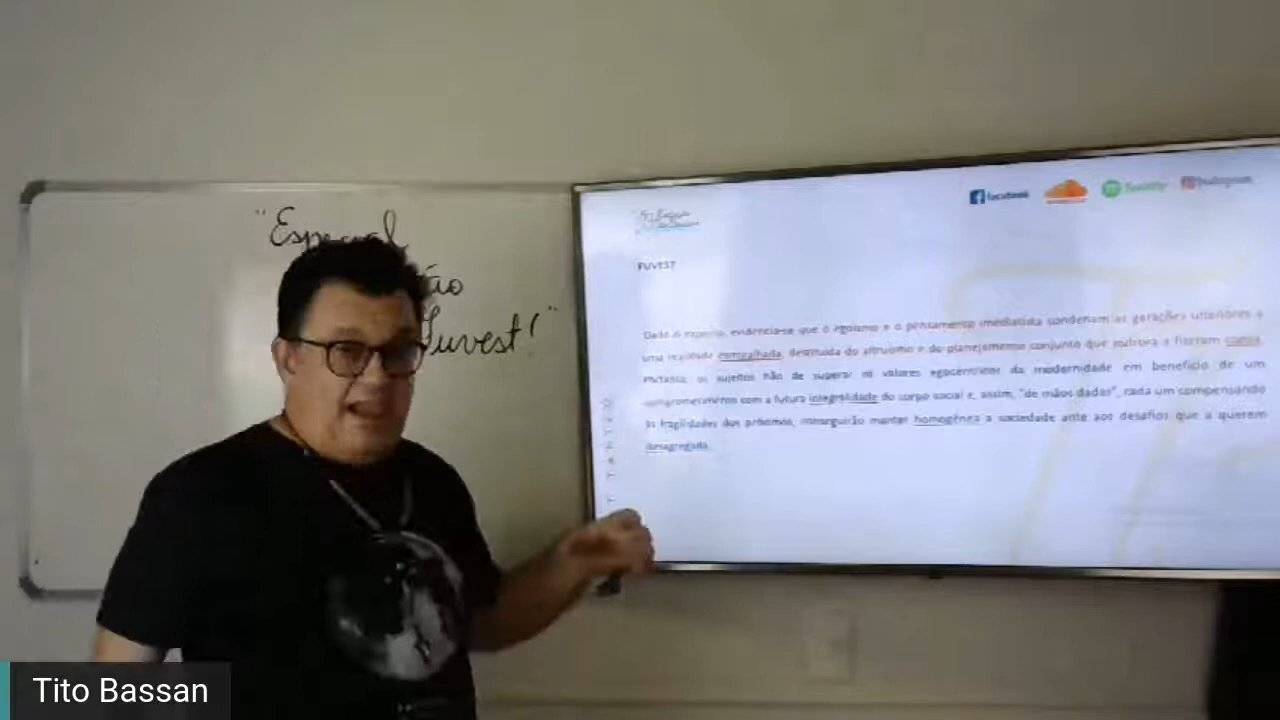 "Especial
ão
Fuvest!"
facebook
Spotify
Instagram
FUVEST
Dado o exposto, evidencia-se que o egoísmo e o pensamento imediatista condenam as gerações ulteriores a
uma realidade esmigalhada, destituída do altruísmo e do planejamento conjunto que outrora a fizeram coesa.
Portanto, os sujeitos hão de superar os valores egocêntricos da modernidade em benefício de um
comprometimento com a futura integralidade do corpo social e, assim, "de mãos dadas", cada um compensando
as fragilidades dos próximos, conseguirão manter homogênea a sociedade ante aos desafios que a querem
desagregada.
Tito Bassan